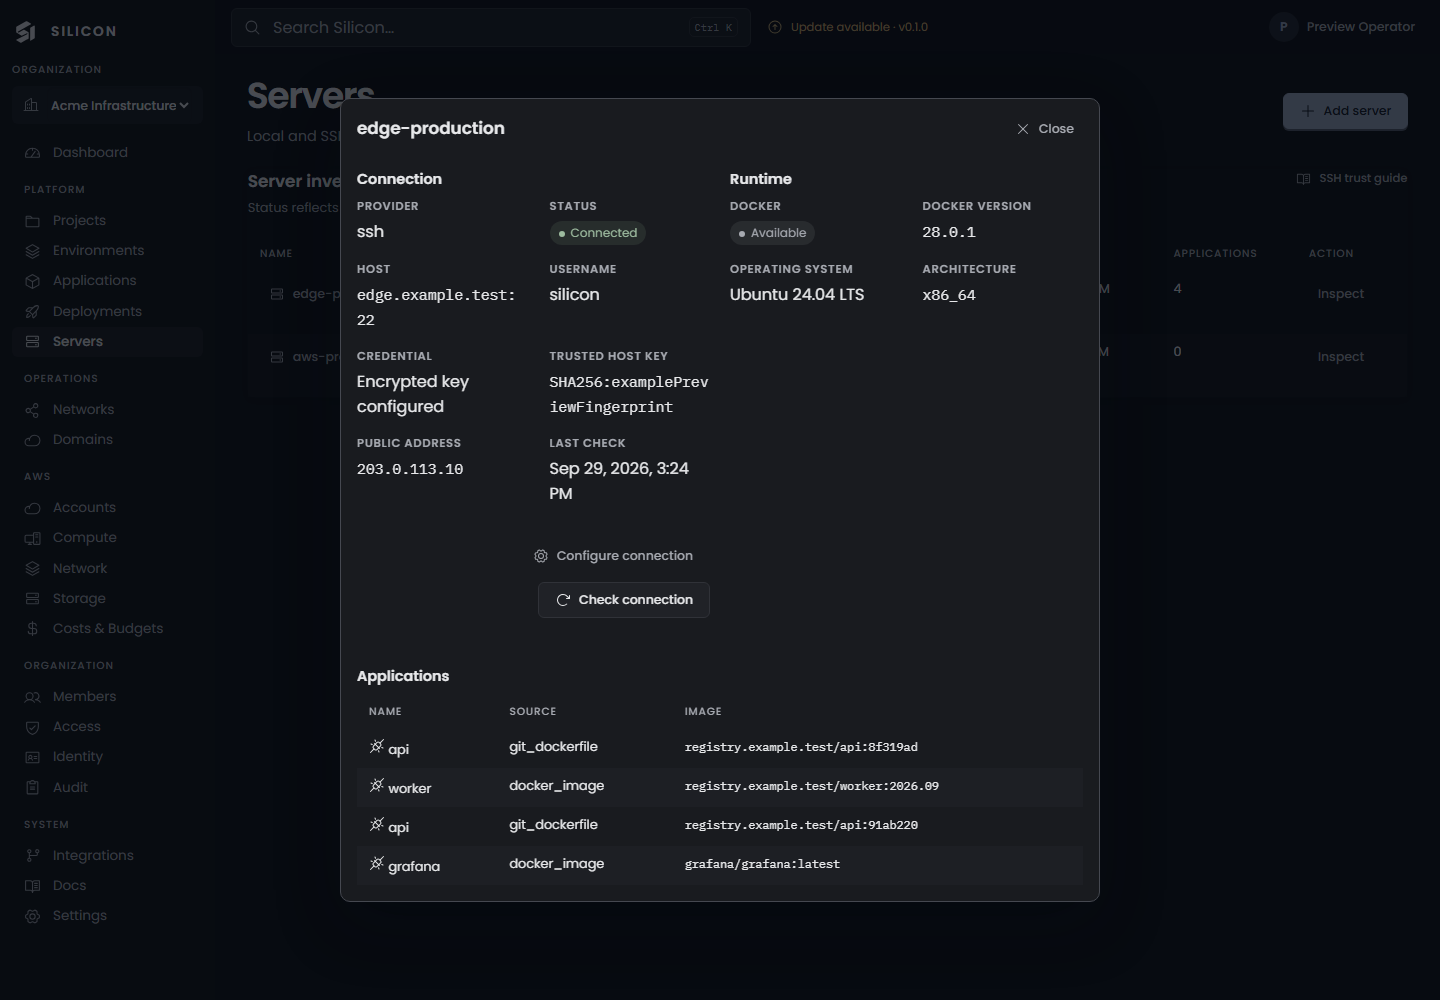 SILICON
Search Silicon...
Ctrl K
Update available · v0.1.0
P
Preview Operator
ORGANIZATION
Acme Infrastructure
Dashboard
PLATFORM
Projects
Environments
Applications
Deployments
Servers
OPERATIONS
Networks
Domains
AWS
Accounts
Compute
Network
Storage
Costs & Budgets
ORGANIZATION
Members
Access
Identity
Audit
SYSTEM
Integrations
Docs
Settings
Servers
Local and SS
Add server
Server inve
SSH trust guide
Status reflects
NAME
APPLICATIONS
ACTION
edge-p
M
4
Inspect
aws-pr
M
0
Inspect
edge-production
Close
Connection
PROVIDER
STATUS
ssh
Connected
HOST
USERNAME
edge.example.test:
22
silicon
CREDENTIAL
TRUSTED HOST KEY
Encrypted key
configured
SHA256:examplePrev
iewFingerprint
PUBLIC ADDRESS
LAST CHECK
203.0.113.10
Sep 29, 2026, 3:24
PM
Configure connection
Check connection
Runtime
DOCKER
DOCKER VERSION
Available
28.0.1
OPERATING SYSTEM
ARCHITECTURE
Ubuntu 24.04 LTS
x86_64
Applications
NAME
SOURCE
IMAGE
api
git_dockerfile
registry.example.test/api:8f319ad
worker
docker_image
registry.example.test/worker:2026.09
api
git_dockerfile
registry.example.test/api:91ab220
grafana
docker_image
grafana/grafana:latest